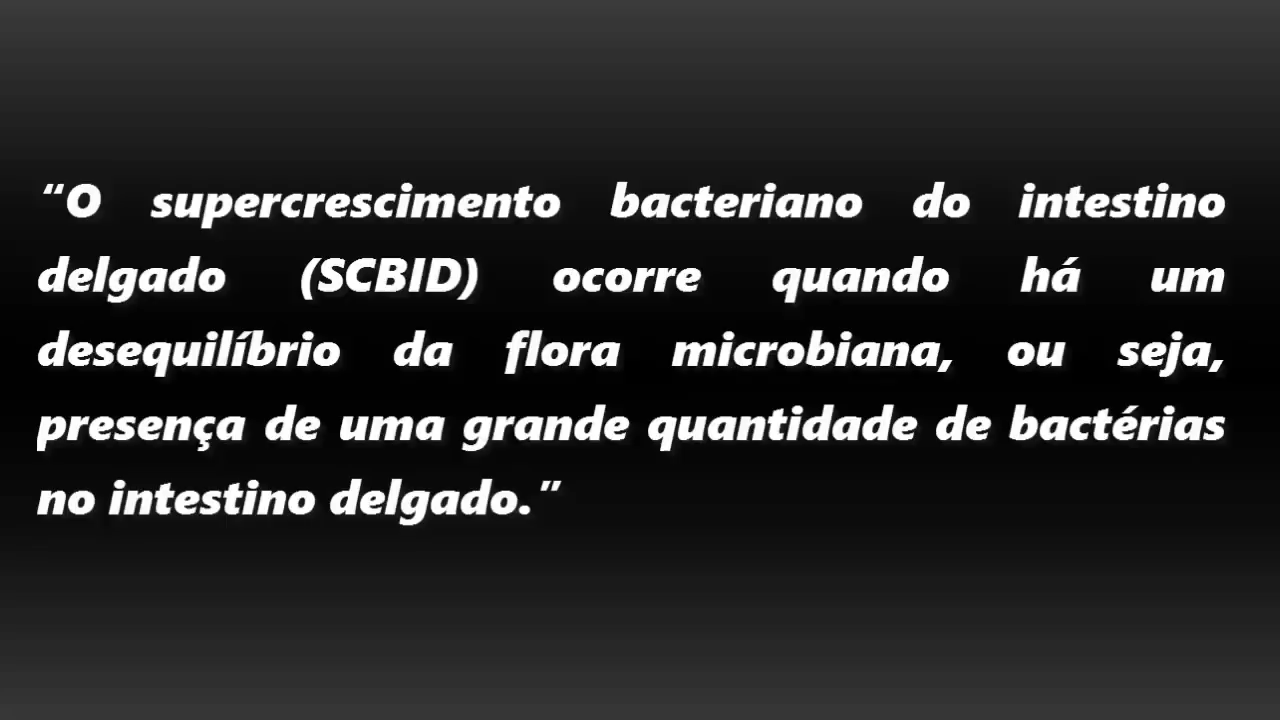 “O supercrescimento bacteriano do intestino
delgado (SCBID) ocorre quando há um
desequilíbrio da flora microbiana, ou seja,
presença de uma grande quantidade de bactérias
no intestino delgado.”